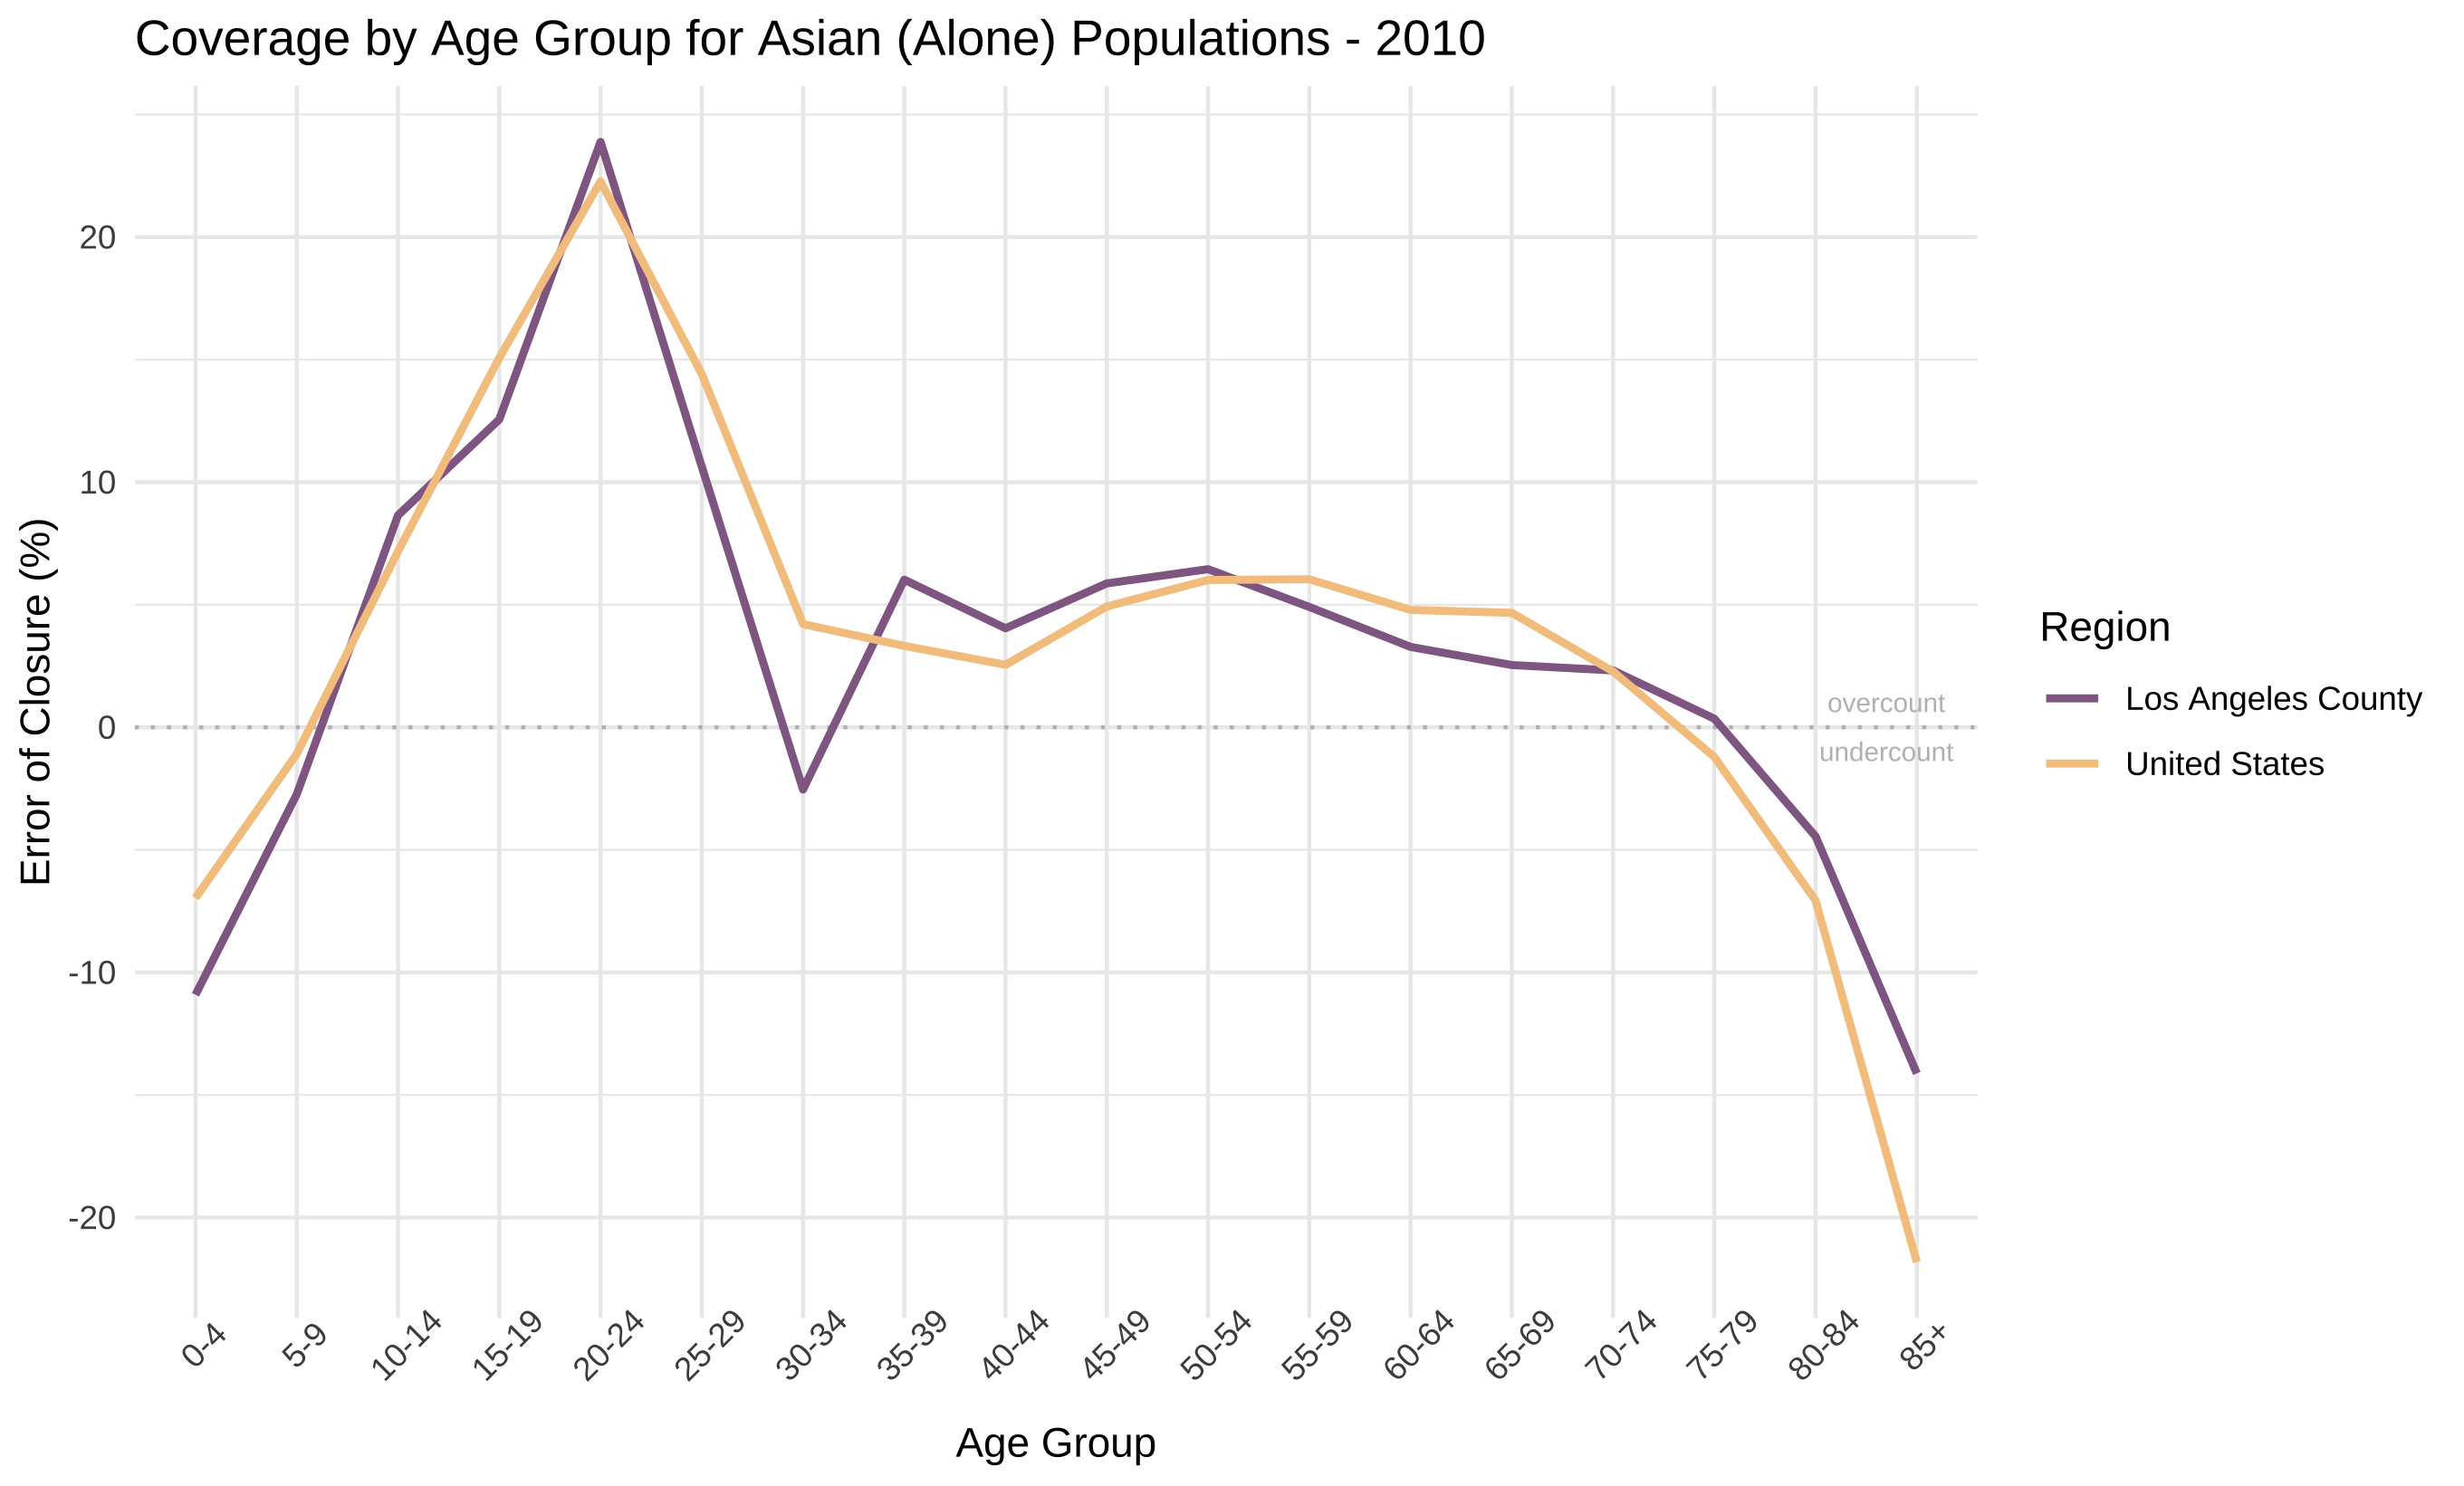 Coverage by Age Group for Asian (Alone) Populations - 2010
Error of Closure (%)
20
10
0
-10
-20
overcount
undercount
0-4
5-9
10-14
15-19
20-24
25-29
30-34
35-39
40-44
45-49
50-54
55-59
60-64
65-69
70-74
75-79
80-84
85+
Age Group
Region
Los Angeles County
United States